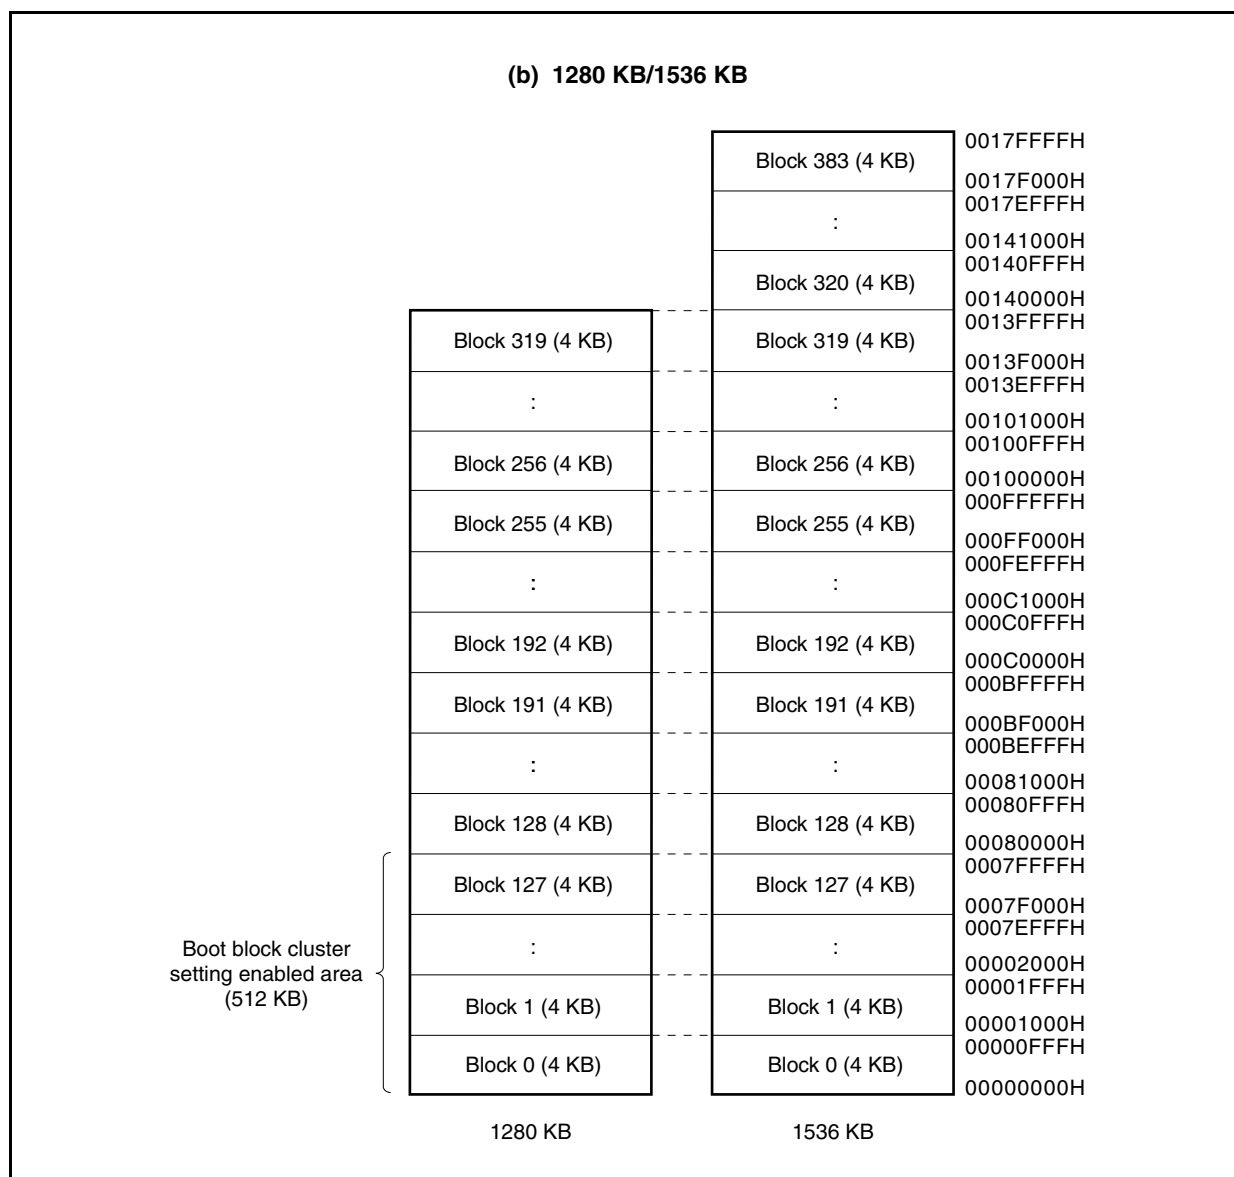 (b) 1280 KB/1536 KB
0017FFFFH
Block 383 (4 KB)
0017F000H
0017EFFFH
:
00141000H
00140FFFH
Block 320 (4 KB)
00140000H
0013FFFFH
Block 319 (4 KB) Block 319 (4 KB)
0013F000H
0013EFFFH
: :
00101000H
00100FFFH
Block 256 (4 KB) Block 256 (4 KB)
00100000H
000FFFFFH
Block 255 (4 KB) Block 255 (4 KB)
000FF000H
000FEFFFH
: :
000C1000H
000C0FFFH
Block 192 (4 KB) Block 192 (4 KB)
000C0000H
000BFFFFH
Block 191 (4 KB) Block 191 (4 KB)
000BF000H
000BEFFFH
: :
00081000H
00080FFFH
Block 128 (4 KB) Block 128 (4 KB)
00080000H
0007FFFFH
Block 127 (4 KB) Block 127 (4 KB)
0007F000H
0007EFFFH
: :
Boot block cluster
setting enabled area
(512 KB)
00002000H
00001FFFH
Block 1 (4 KB) Block 1 (4 KB)
00001000H
00000FFFH
Block 0 (4 KB) Block 0 (4 KB)
00000000H
1280 KB 1536 KB